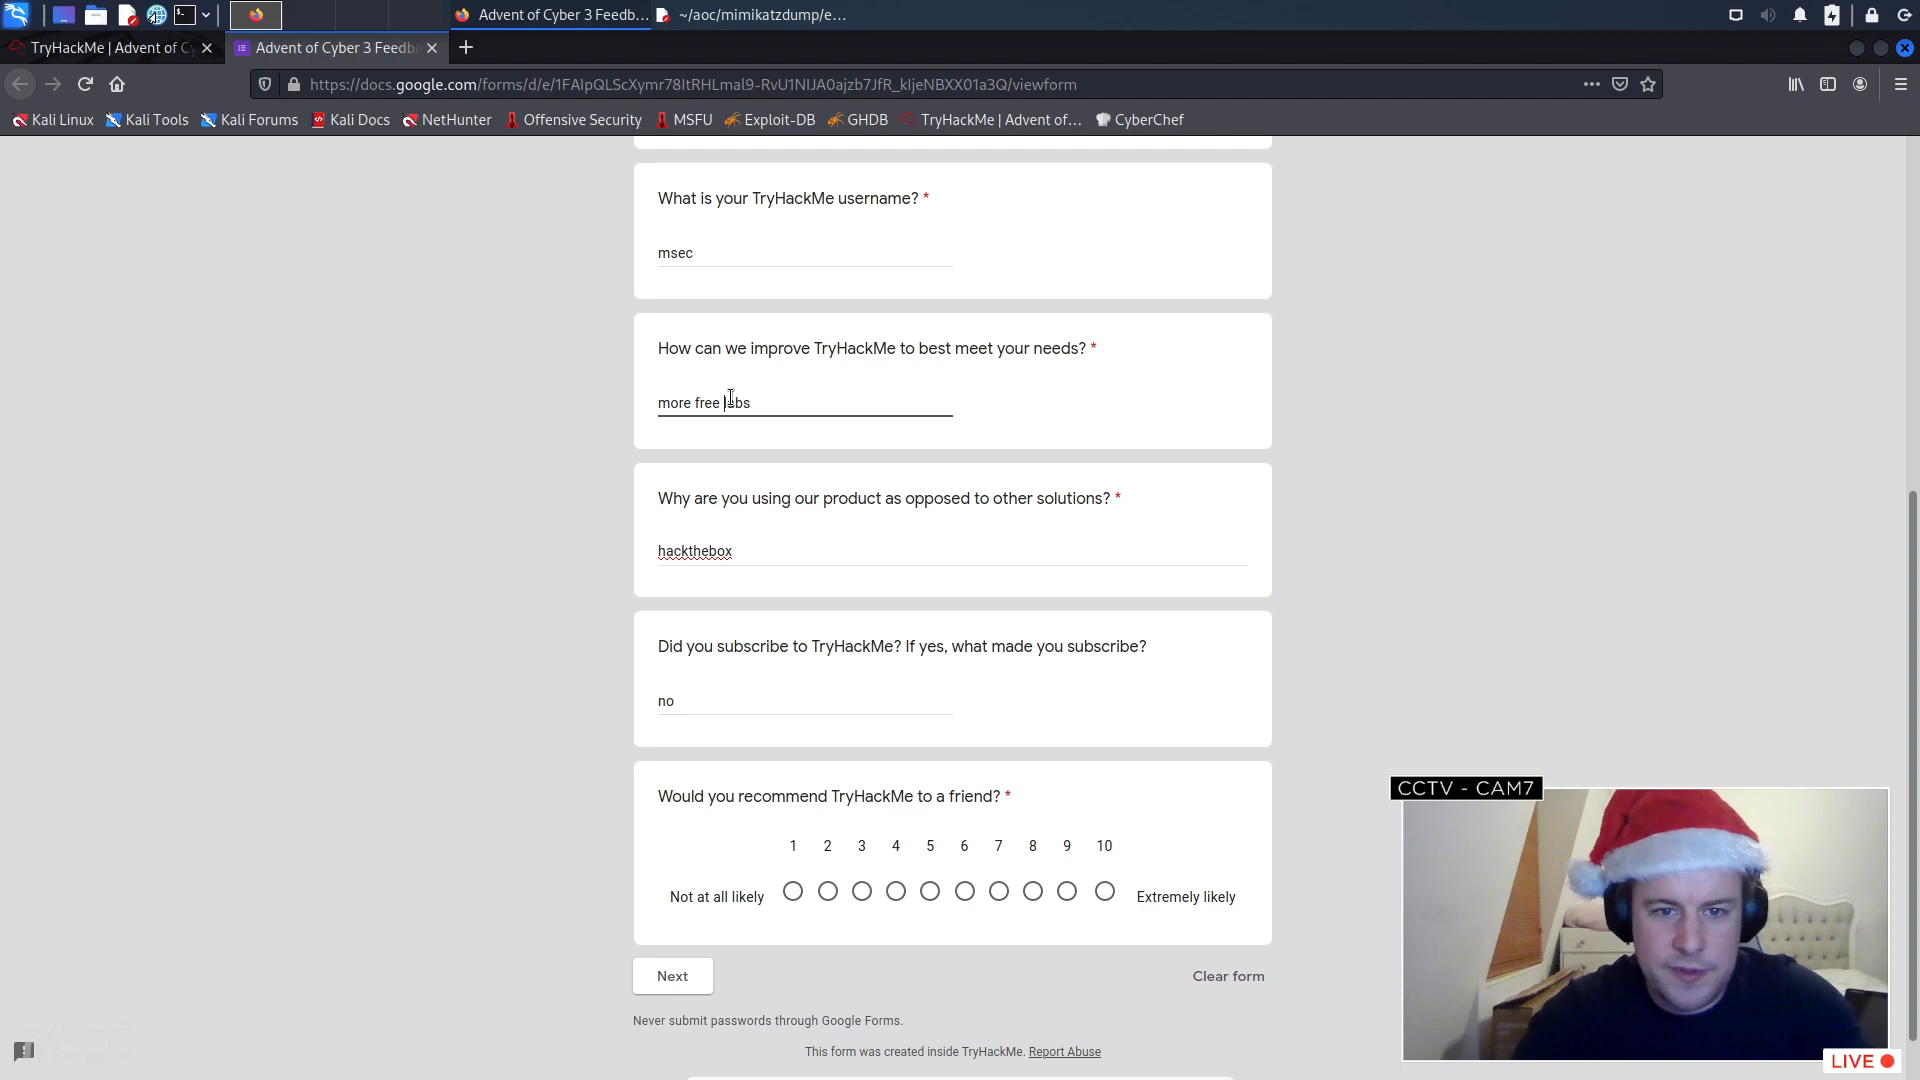 Advent of Cyber 3 Feedb...
~/aoc/mimikatzdump/e...
TryHackMe | Advent of Cy
Advent of Cyber 3 Feedba
https://docs.google.com/forms/d/e/1FAIpQLScXymr78ItRHLmal9-RvU1NIJA0ajzb7JfR_kIjeNBXX01a3Q/viewform
Kali Linux
Kali Tools
Kali Forums
Kali Docs
NetHunter
Offensive Security
MSFU
Exploit-DB
GHDB
TryHackMe | Advent of...
CyberChef
What is your TryHackMe username? *
msec
How can we improve TryHackMe to best meet your needs? *
more free labs
Why are you using our product as opposed to other solutions? *
hackthebox
Did you subscribe to TryHackMe? If yes, what made you subscribe?
no
Would you recommend TryHackMe to a friend? *
1 2 3 4 5 6 7 8 9 10
Not at all likely
Extremely likely
Next
Clear form
Never submit passwords through Google Forms.
This form was created inside TryHackMe. Report Abuse
CCTV - CAM7
LIVE